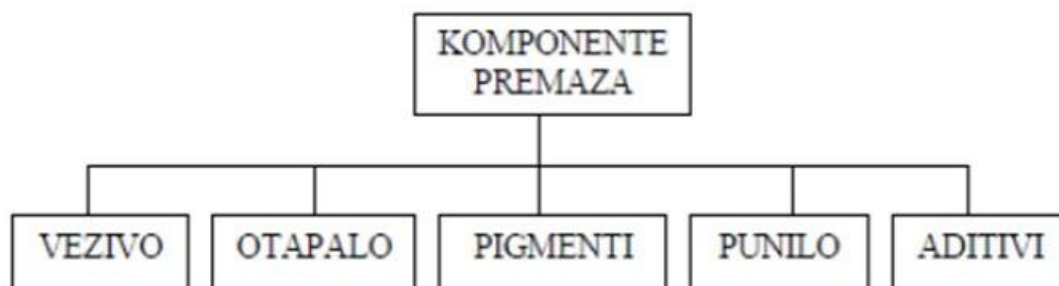 KOMPONENTE
PREMAZA
VEZIVO
OTAPALO
PIGMENTI
PUNILO
ADITIVI